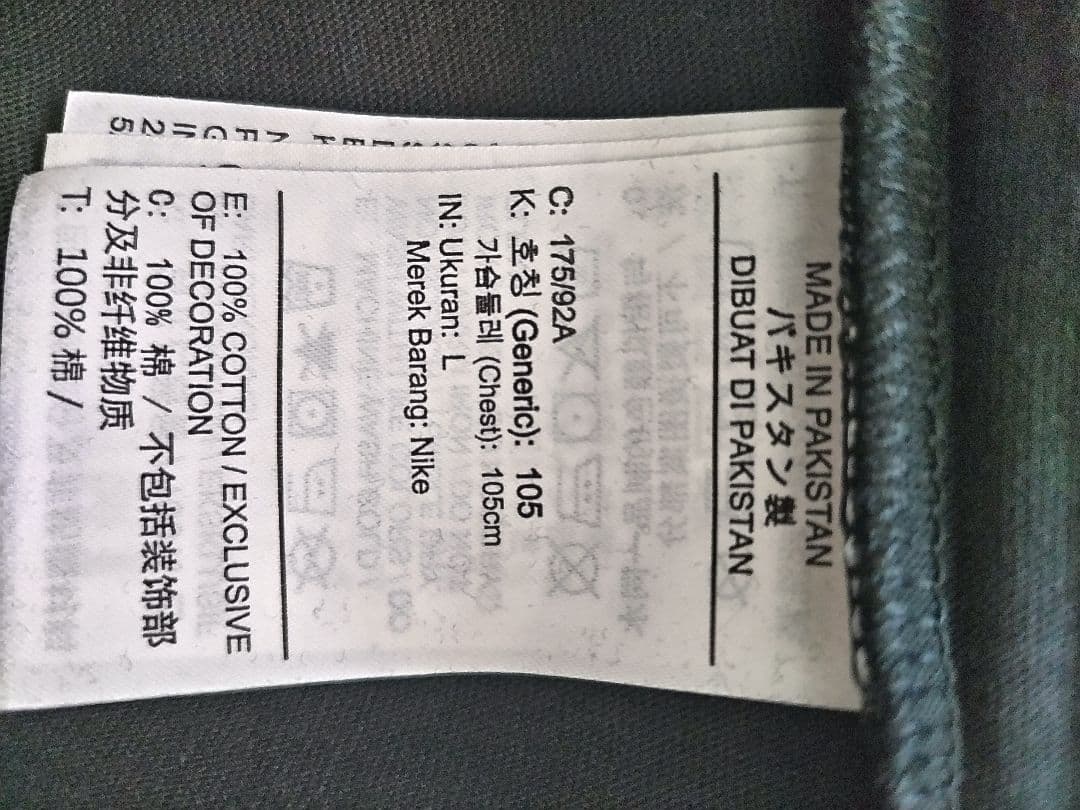 MADE IN PAKISTAN
パキスタン製
DIBUAT DI PAKISTAN
C: 175/92A
K: 호칭 (Generic): 105
가슴둘레 (Chest): 105cm
IN: Ukuran: L
Merek Barang: Nike
E: 100% COTTON / EXCLUSIVE
OF DECORATION
C: 100% 棉 / 不包括装饰部
分及非纤维物质
T: 100% 棉 /